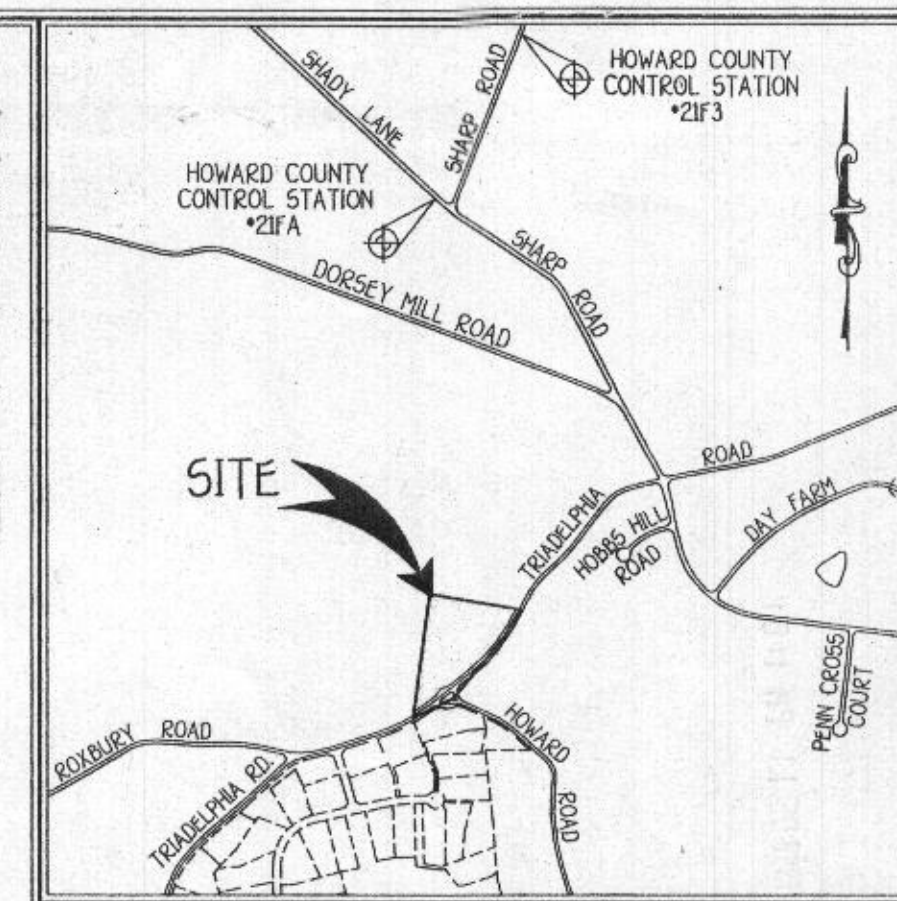 SHADY LANE
SHARP ROAD
HOWARD COUNTY
CONTROL STATION
•21F3
HOWARD COUNTY
CONTROL STATION
•21FA
SHARP ROAD
DORSEY MILL ROAD
SITE
TRIADELPHIA ROAD
HOBBS HILL
ROAD
DAY FARM
PENN CROSS
COURT
HOWARD ROAD
ROXBURY ROAD
TRIADELPHIA RD.